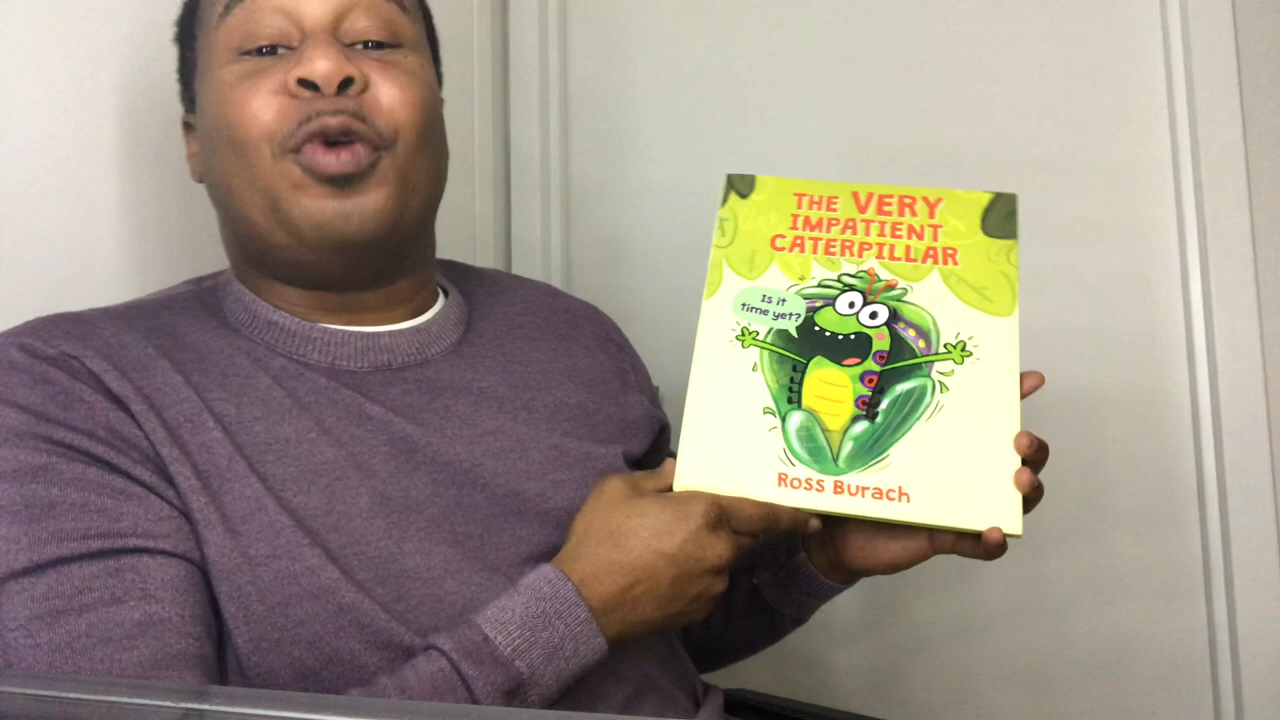 THE VERY
IMPATIENT
CATERPILLAR
Is it
time yet?
Ross Burach